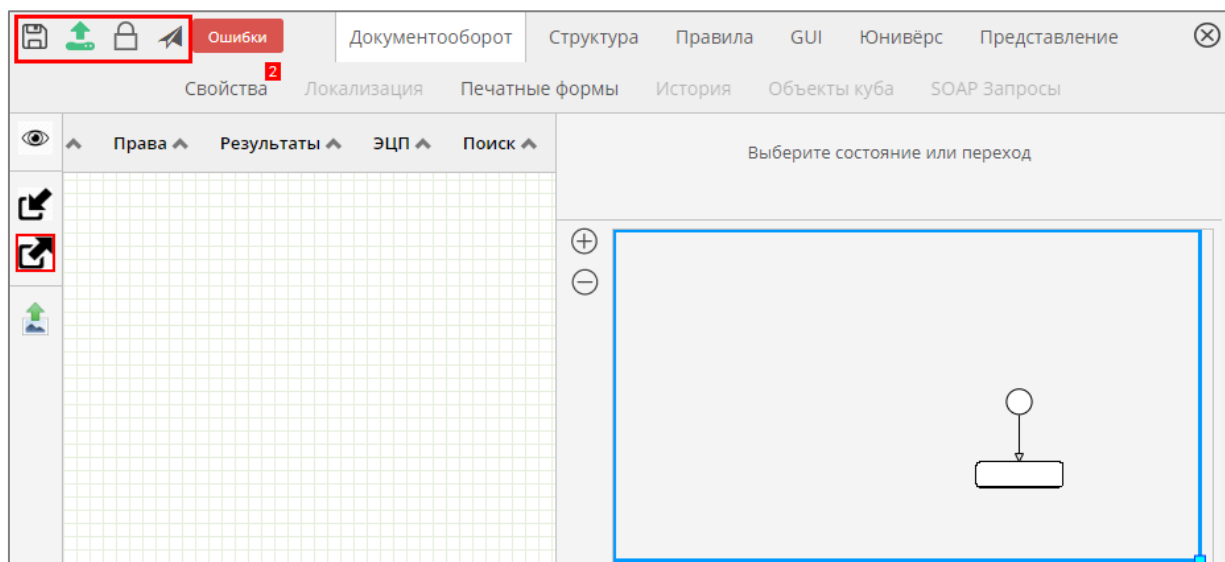 Ошибки Документооборот Структура Правила GUI Юнивёрс Представление
2
Свойства Локализация Печатные формы История Объекты куба SOAP Запросы
Права Результаты ЭЦП Поиск
Выберите состояние или переход